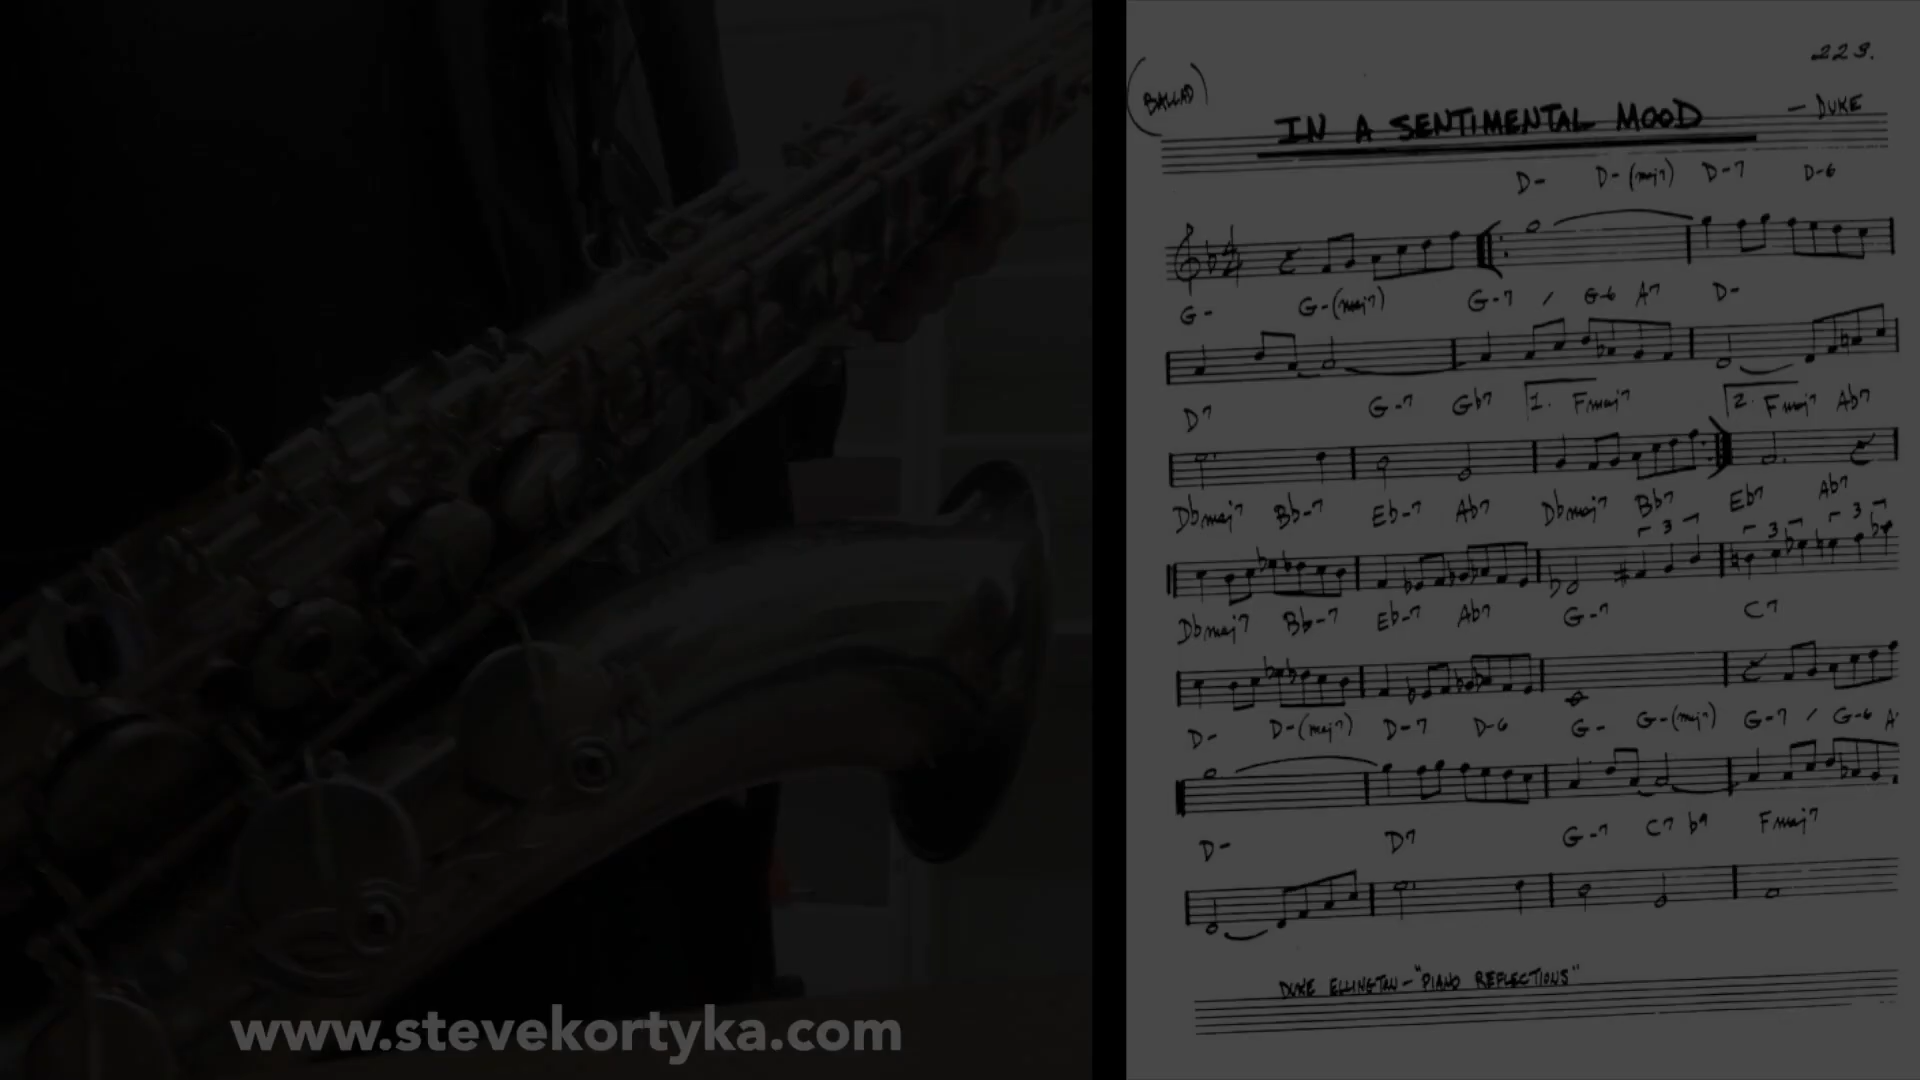 223.
(BALLAD)
IN A SENTIMENTAL MOOD
— DUKE
D- D-(maj7) D-7 D-6
G- G-(maj7) G-7 / G-6 A7 D-
D7 G-7 Gb7 1. Fmaj7 2. Fmaj7 Ab7
Dbmaj7 Bb-7 Eb-7 Ab7 Dbmaj7 Bb7 Eb7 Ab7
3 3 3
Dbmaj7 Bb-7 Eb-7 Ab7 G-7 C7
D- D-(maj7) D-7 D-6 G- G-(maj7) G-7 / G-6 A
D- D7 G-7 C7 b9 Fmaj7
DUKE ELLINGTON - "PIANO REFLECTIONS"
www.stevekortyka.com